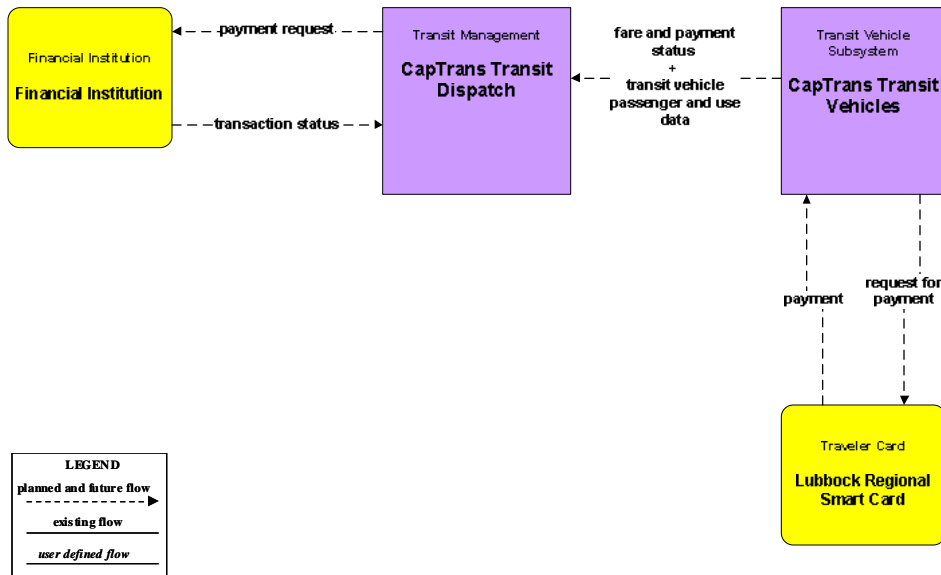 Financial Institution
Financial Institution
payment request
transaction status
Transit Management
CapTrans Transit
Dispatch
fare and payment
status
+
transit vehicle
passenger and use
data
Transit Vehicle
Subsystem
CapTrans Transit
Vehicles
payment
request for
payment
Traveler Card
Lubbock Regional
Smart Card
LEGEND
planned and future flow
existing flow
user defined flow